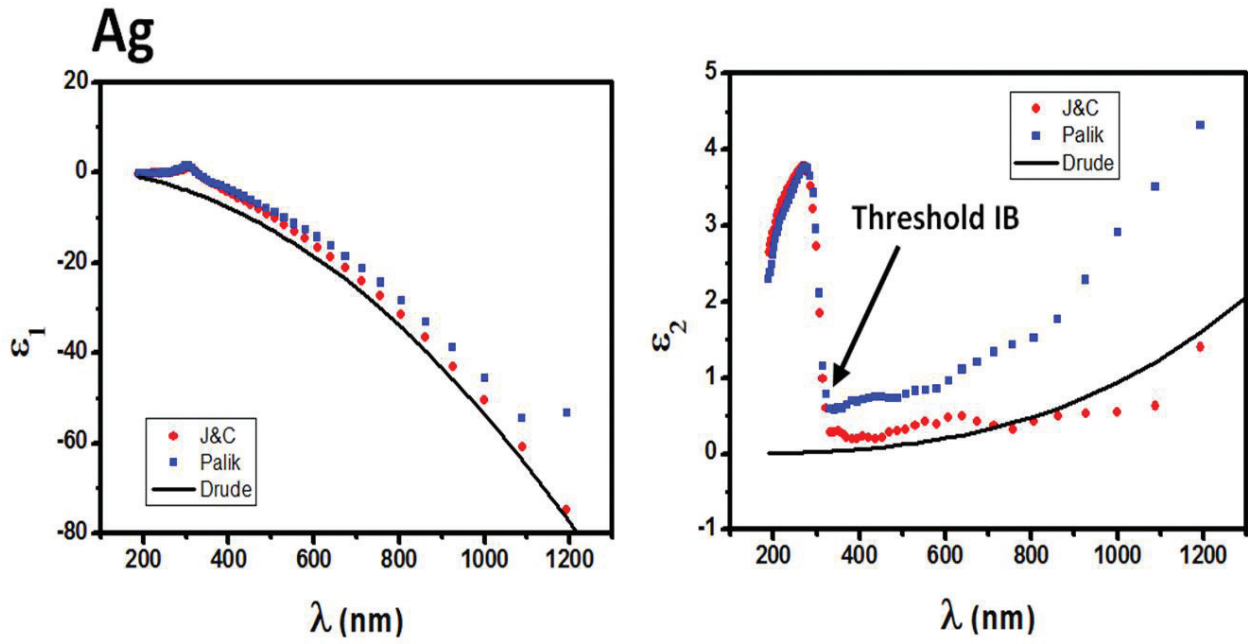 Ag
20
0
-20
-40
-60
-80
ε1
J&C
Palik
Drude
200 400 600 800 1000 1200
λ (nm)
5
4
3
2
1
0
-1
ε2
J&C
Palik
Drude
Threshold IB
200 400 600 800 1000 1200
λ (nm)